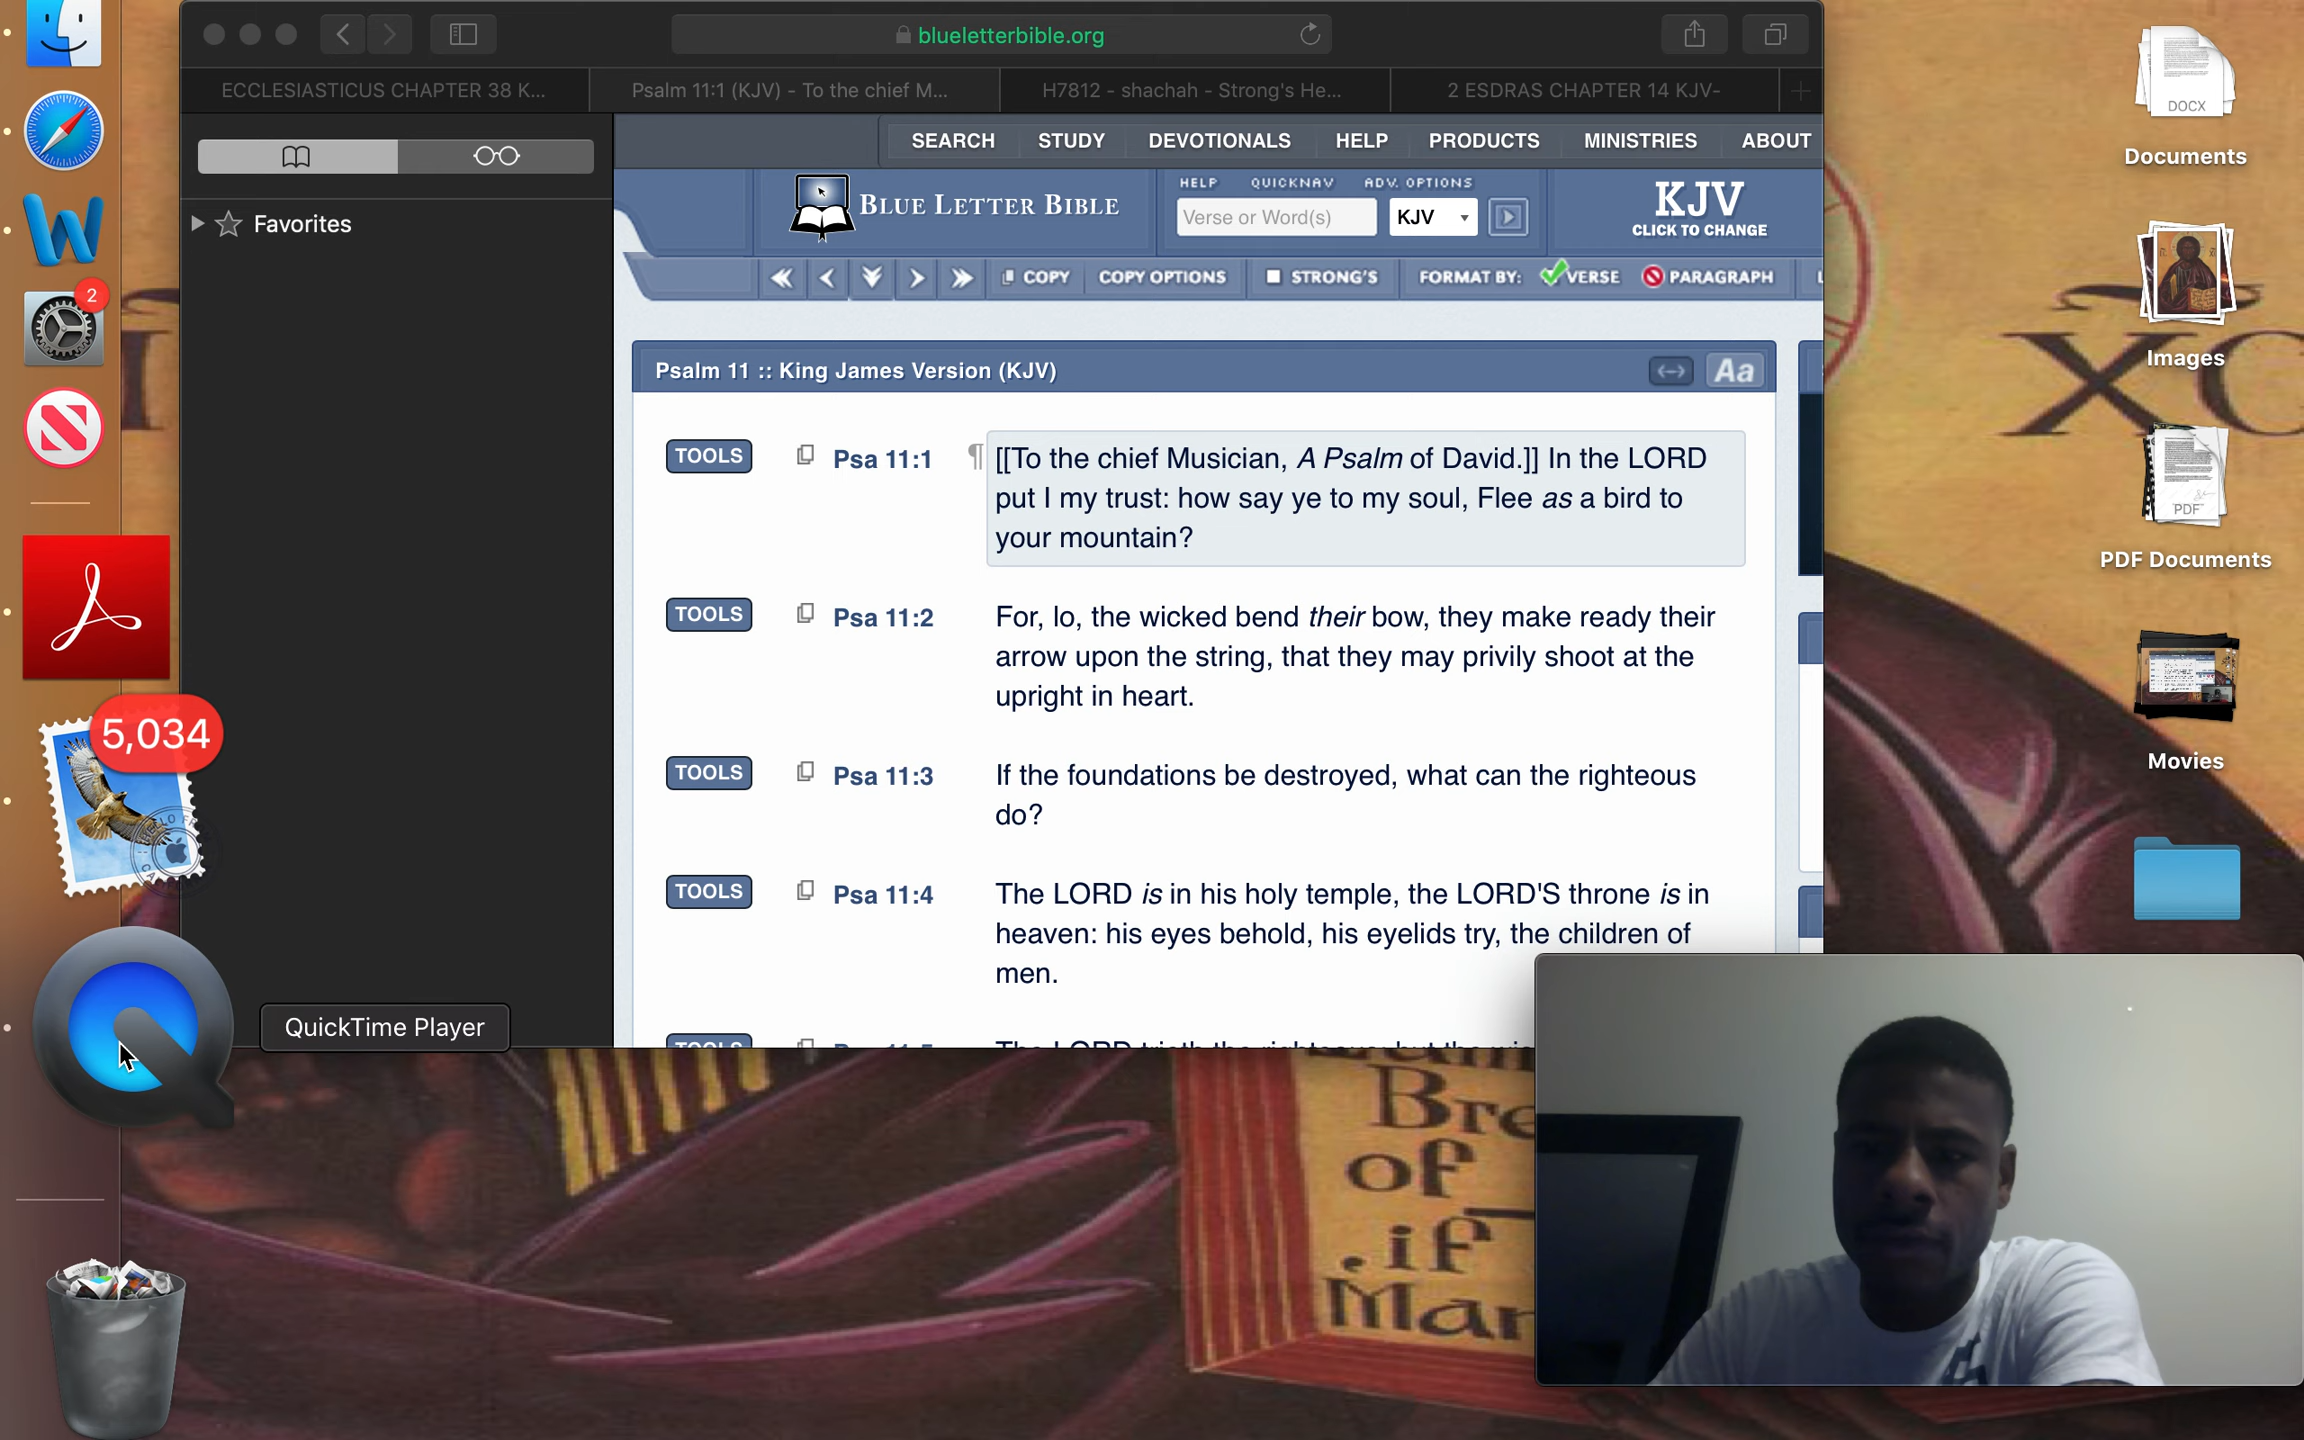 blueletterbible.org
ECCLESIASTICUS CHAPTER 38 K...
Psalm 11:1 (KJV) - To the chief M...
H7812 - shachah - Strong's He...
2 ESDRAS CHAPTER 14 KJV-
SEARCH STUDY DEVOTIONALS HELP PRODUCTS MINISTRIES ABOUT
Favorites
BLUE LETTER BIBLE
HELP QUICKNAV ADV. OPTIONS
Verse or Word(s) KJV
KJV
CLICK TO CHANGE
COPY COPY OPTIONS STRONG'S FORMAT BY: VERSE PARAGRAPH
Psalm 11 :: King James Version (KJV) Aa
TOOLS Psa 11:1 ¶ [[To the chief Musician, A Psalm of David.]] In the LORD
put I my trust: how say ye to my soul, Flee as a bird to
your mountain?
TOOLS Psa 11:2 For, lo, the wicked bend their bow, they make ready their
arrow upon the string, that they may privily shoot at the
upright in heart.
TOOLS Psa 11:3 If the foundations be destroyed, what can the righteous
do?
TOOLS Psa 11:4 The LORD is in his holy temple, the LORD'S throne is in
heaven: his eyes behold, his eyelids try, the children of
men.
2
5,034
QuickTime Player
DOCX
Documents
Images
PDF
PDF Documents
Movies
XC
Bre
of
if
Man